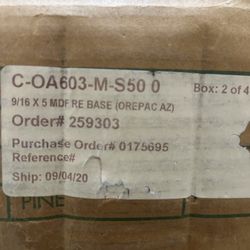 C-OA603-M-S50 0
Box: 2 of 4
9/16 X 5 MDF RE BASE (OREPAC AZ)
Order# 259303
Purchase Order# 0175695
Reference#
Ship: 09/04/20
PINE